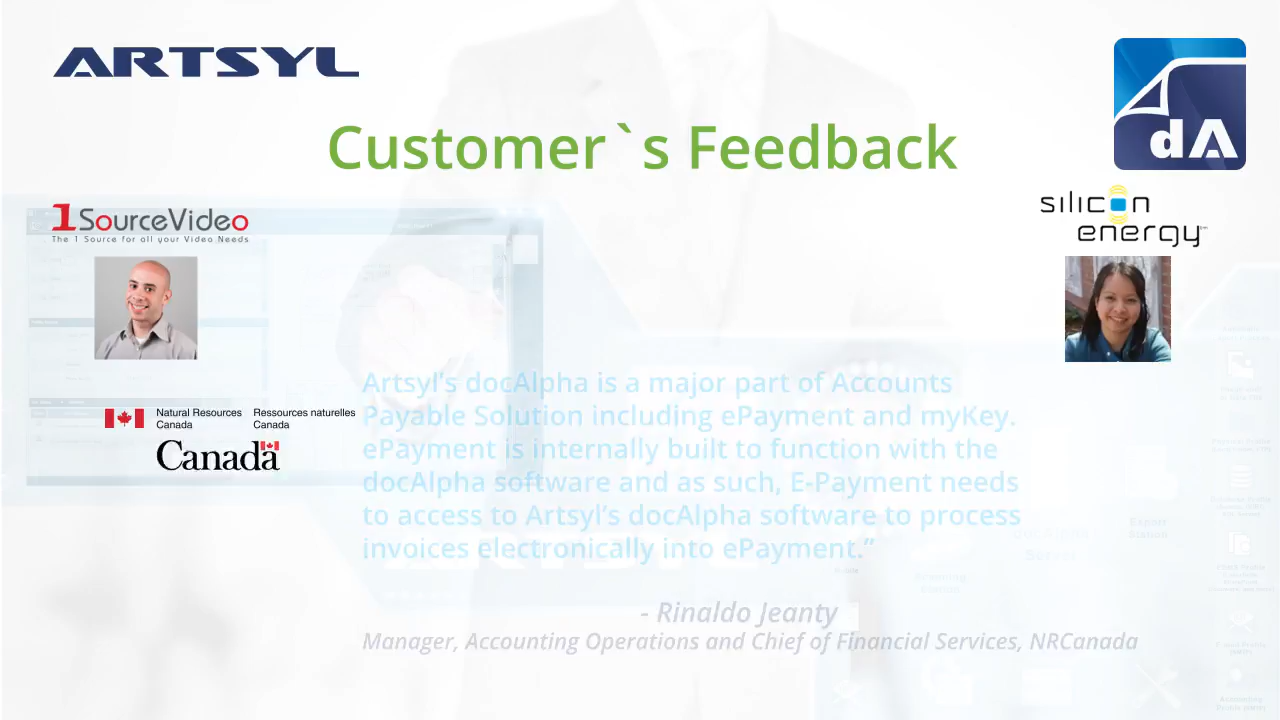 ARTSYL
dA
Customer`s Feedback
1SourceVideo
The 1 Source for all your Video Needs
silicon
energy
Artsyl's docAlpha is a major part of Accounts
Payable Solution including ePayment and myKey.
ePayment is internally built to function with the
docAlpha software and as such, E-Payment needs
to access to Artsyl’s docAlpha software to process
invoices electronically into ePayment.”
Natural Resources Ressources naturelles
Canada Canada
Canada
- Rinaldo Jeanty
Manager, Accounting Operations and Chief of Financial Services, NRCanada
ARTSYL
Export
Station